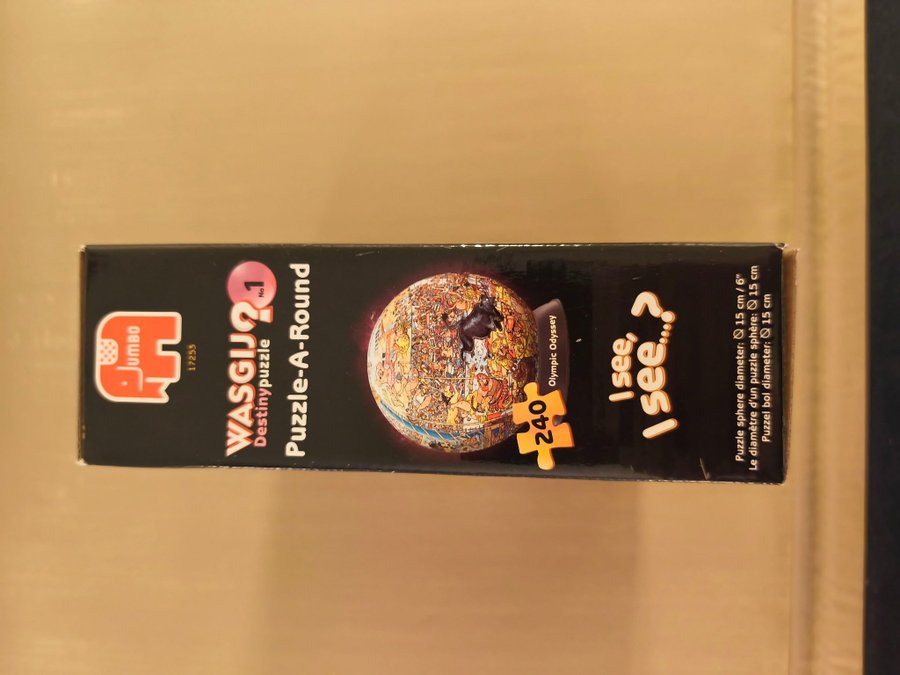 Jumbo
17255
WASGIJ?
No 1
Destinypuzzle
Puzzle-A-Round
240
Olympic Odyssey
I see,
I see...?
Puzzle sphere diameter: ⌀ 15 cm / 6"
Le diamètre d'un puzzle sphere: ⌀ 15 cm
Puzzel bol diameter: ⌀ 15 cm